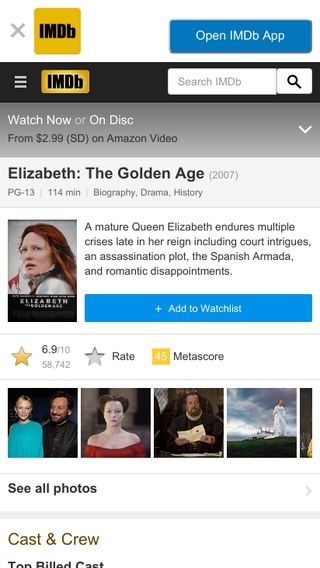 IMDb
Open IMDb App
IMDb
Search IMDb
Watch Now or On Disc
From $2.99 (SD) on Amazon Video
Elizabeth: The Golden Age (2007)
PG-13 | 114 min | Biography, Drama, History
A mature Queen Elizabeth endures multiple
crises late in her reign including court intrigues,
an assassination plot, the Spanish Armada,
and romantic disappointments.
ELIZABETH
THE GOLDEN AGE
+ Add to Watchlist
6.9/10
58,742
Rate
45 Metascore
See all photos
Cast & Crew
Top Billed Cast